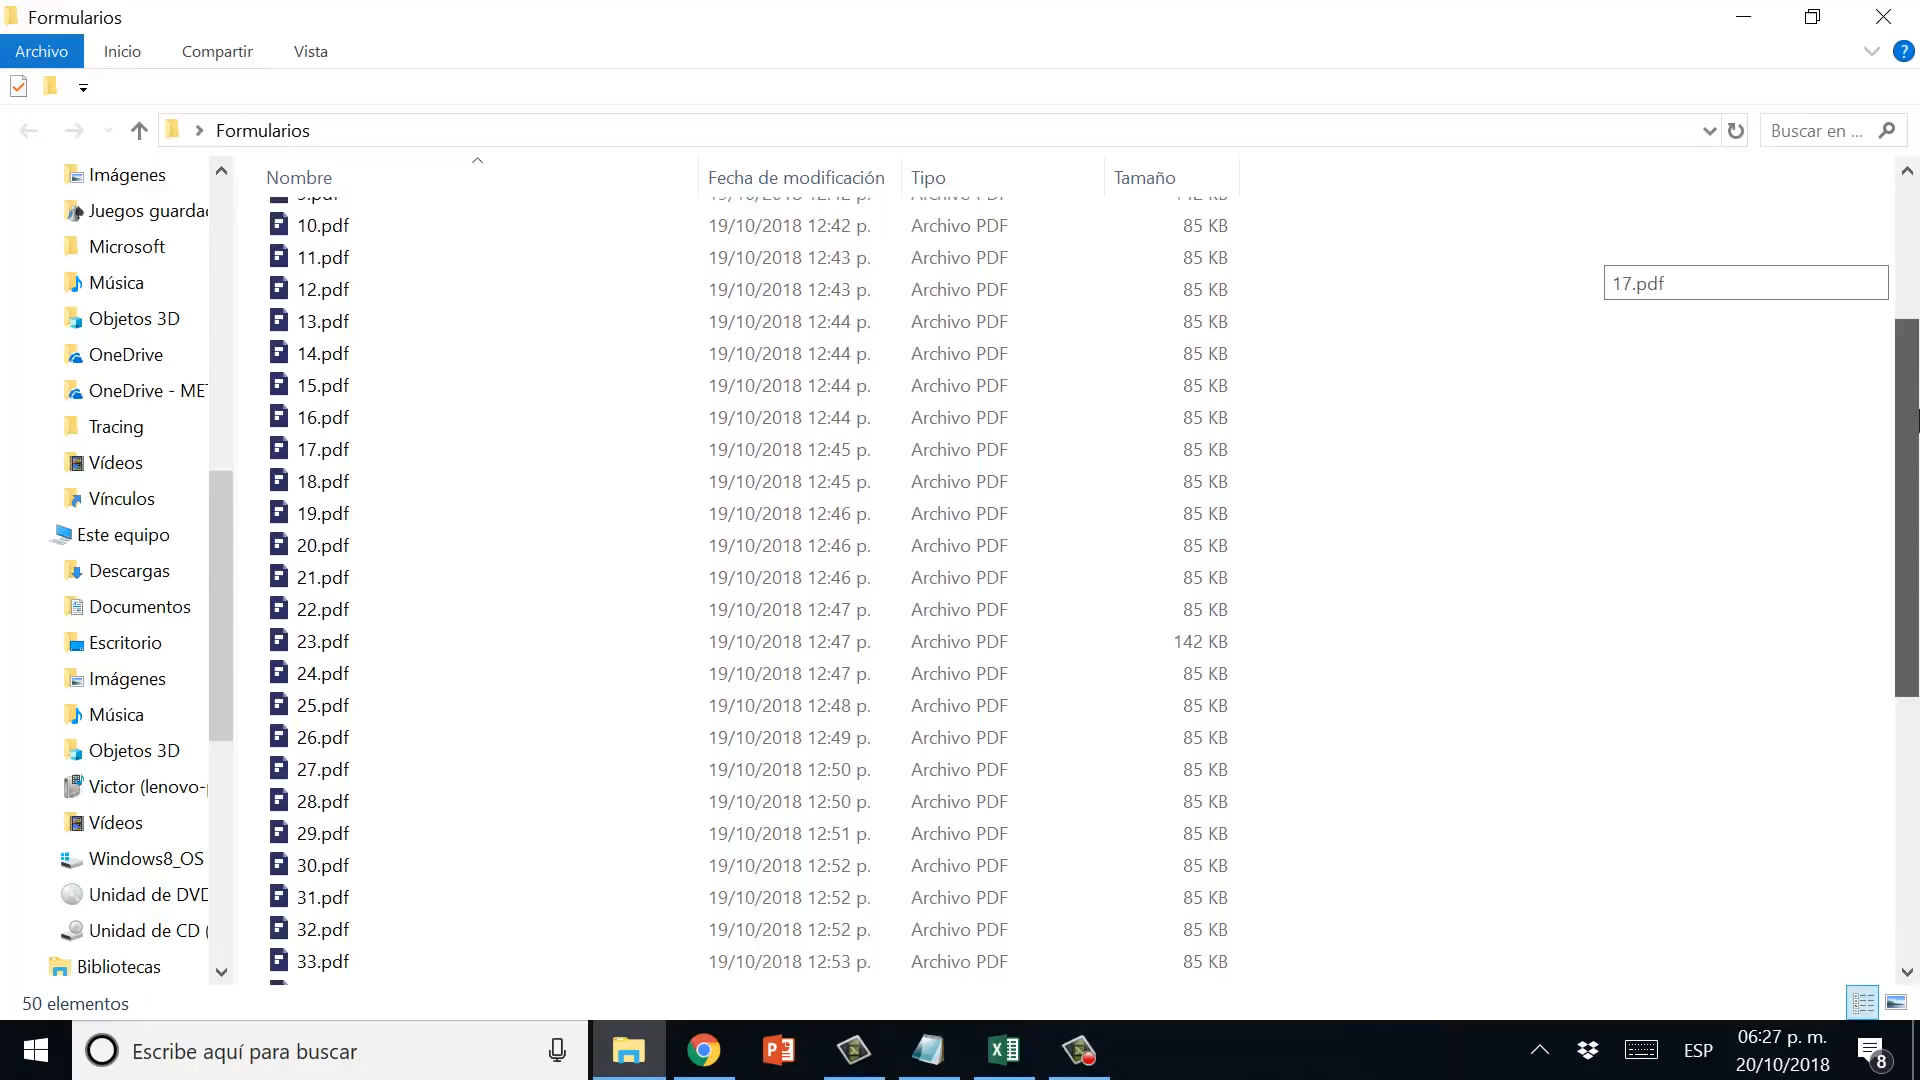 Formularios
Archivo Inicio Compartir Vista
Formularios
Buscar en ...
Nombre Fecha de modificación Tipo Tamaño
Imágenes
Juegos guardad
Microsoft
Música
Objetos 3D
OneDrive
OneDrive - MET
Tracing
Vídeos
Vínculos
Este equipo
Descargas
Documentos
Escritorio
Imágenes
Música
Objetos 3D
Victor (lenovo-p
Vídeos
Windows8_OS
Unidad de DVD
Unidad de CD (
Bibliotecas
10.pdf 19/10/2018 12:42 p. Archivo PDF 85 KB
11.pdf 19/10/2018 12:43 p. Archivo PDF 85 KB
12.pdf 19/10/2018 12:43 p. Archivo PDF 85 KB
13.pdf 19/10/2018 12:44 p. Archivo PDF 85 KB
14.pdf 19/10/2018 12:44 p. Archivo PDF 85 KB
15.pdf 19/10/2018 12:44 p. Archivo PDF 85 KB
16.pdf 19/10/2018 12:44 p. Archivo PDF 85 KB
17.pdf 19/10/2018 12:45 p. Archivo PDF 85 KB
18.pdf 19/10/2018 12:45 p. Archivo PDF 85 KB
19.pdf 19/10/2018 12:46 p. Archivo PDF 85 KB
20.pdf 19/10/2018 12:46 p. Archivo PDF 85 KB
21.pdf 19/10/2018 12:46 p. Archivo PDF 85 KB
22.pdf 19/10/2018 12:47 p. Archivo PDF 85 KB
23.pdf 19/10/2018 12:47 p. Archivo PDF 142 KB
24.pdf 19/10/2018 12:47 p. Archivo PDF 85 KB
25.pdf 19/10/2018 12:48 p. Archivo PDF 85 KB
26.pdf 19/10/2018 12:49 p. Archivo PDF 85 KB
27.pdf 19/10/2018 12:50 p. Archivo PDF 85 KB
28.pdf 19/10/2018 12:50 p. Archivo PDF 85 KB
29.pdf 19/10/2018 12:51 p. Archivo PDF 85 KB
30.pdf 19/10/2018 12:52 p. Archivo PDF 85 KB
31.pdf 19/10/2018 12:52 p. Archivo PDF 85 KB
32.pdf 19/10/2018 12:52 p. Archivo PDF 85 KB
33.pdf 19/10/2018 12:53 p. Archivo PDF 85 KB
17.pdf
50 elementos
Escribe aquí para buscar
ESP
06:27 p. m.
20/10/2018
8